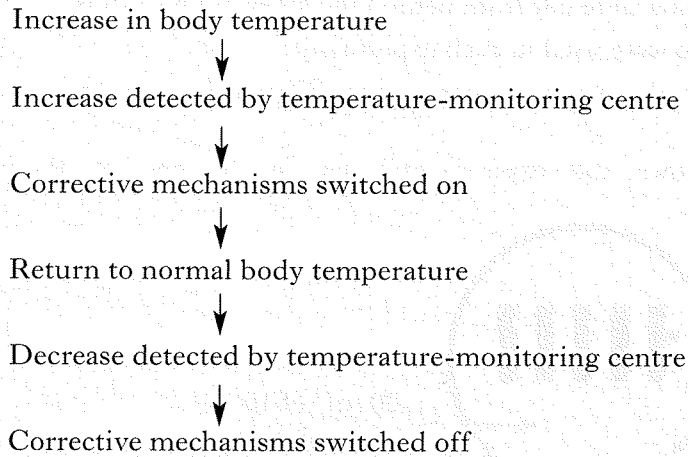 Increase in body temperature
Increase detected by temperature-monitoring centre
Corrective mechanisms switched on
Return to normal body temperature
Decrease detected by temperature-monitoring centre
Corrective mechanisms switched off